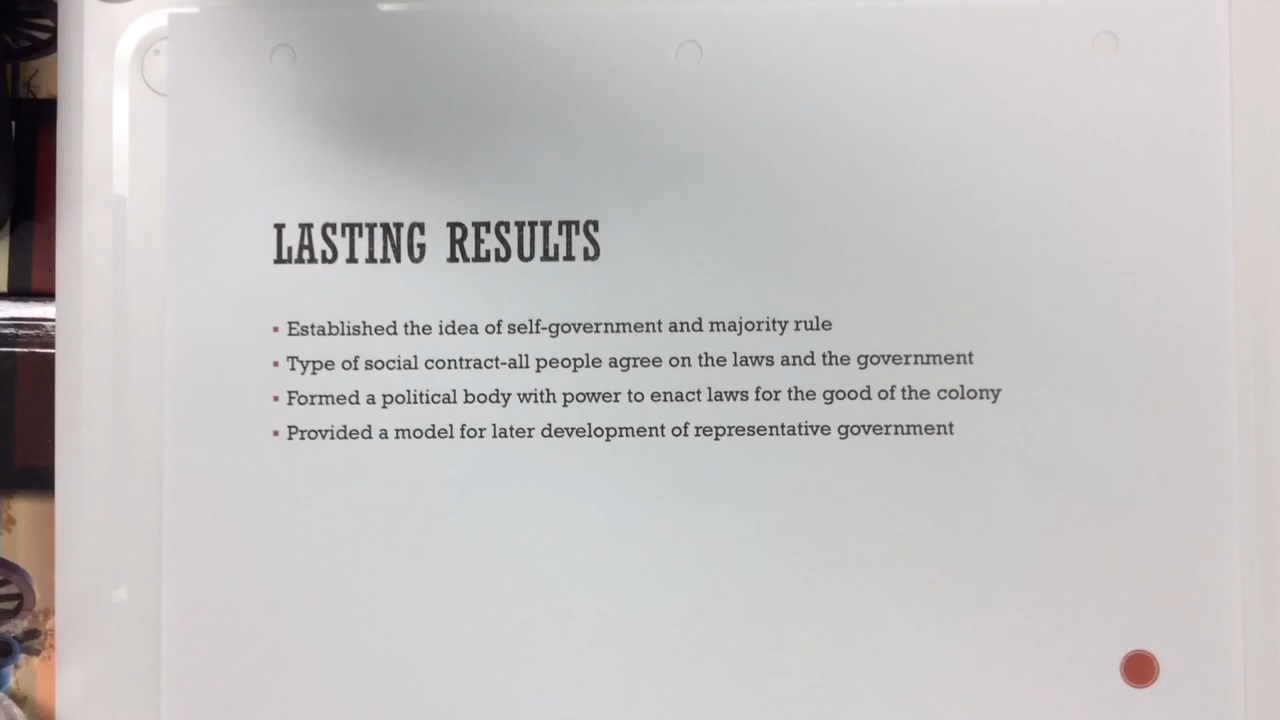 LASTING RESULTS
▪ Established the idea of self-government and majority rule
▪ Type of social contract-all people agree on the laws and the government
▪ Formed a political body with power to enact laws for the good of the colony
▪ Provided a model for later development of representative government